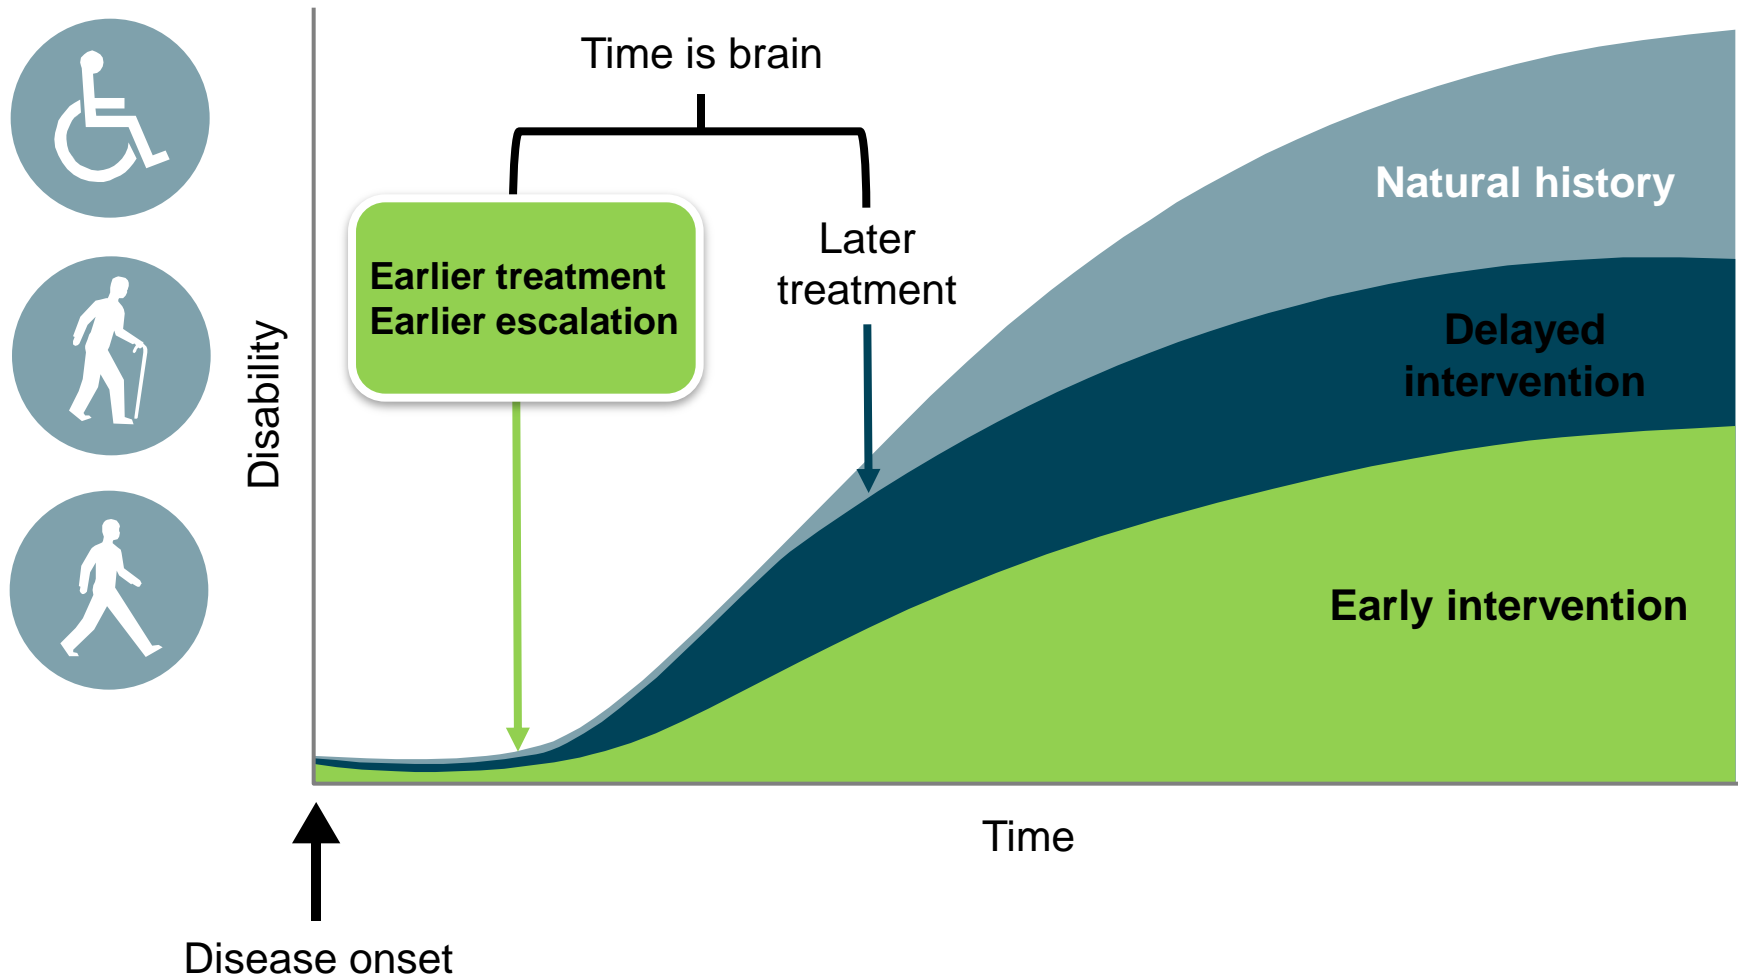 Time is brain
Natural history
Later
treatment
Earlier treatment
Earlier escalation
Delayed
intervention
Disability
Early intervention
Time
Disease onset